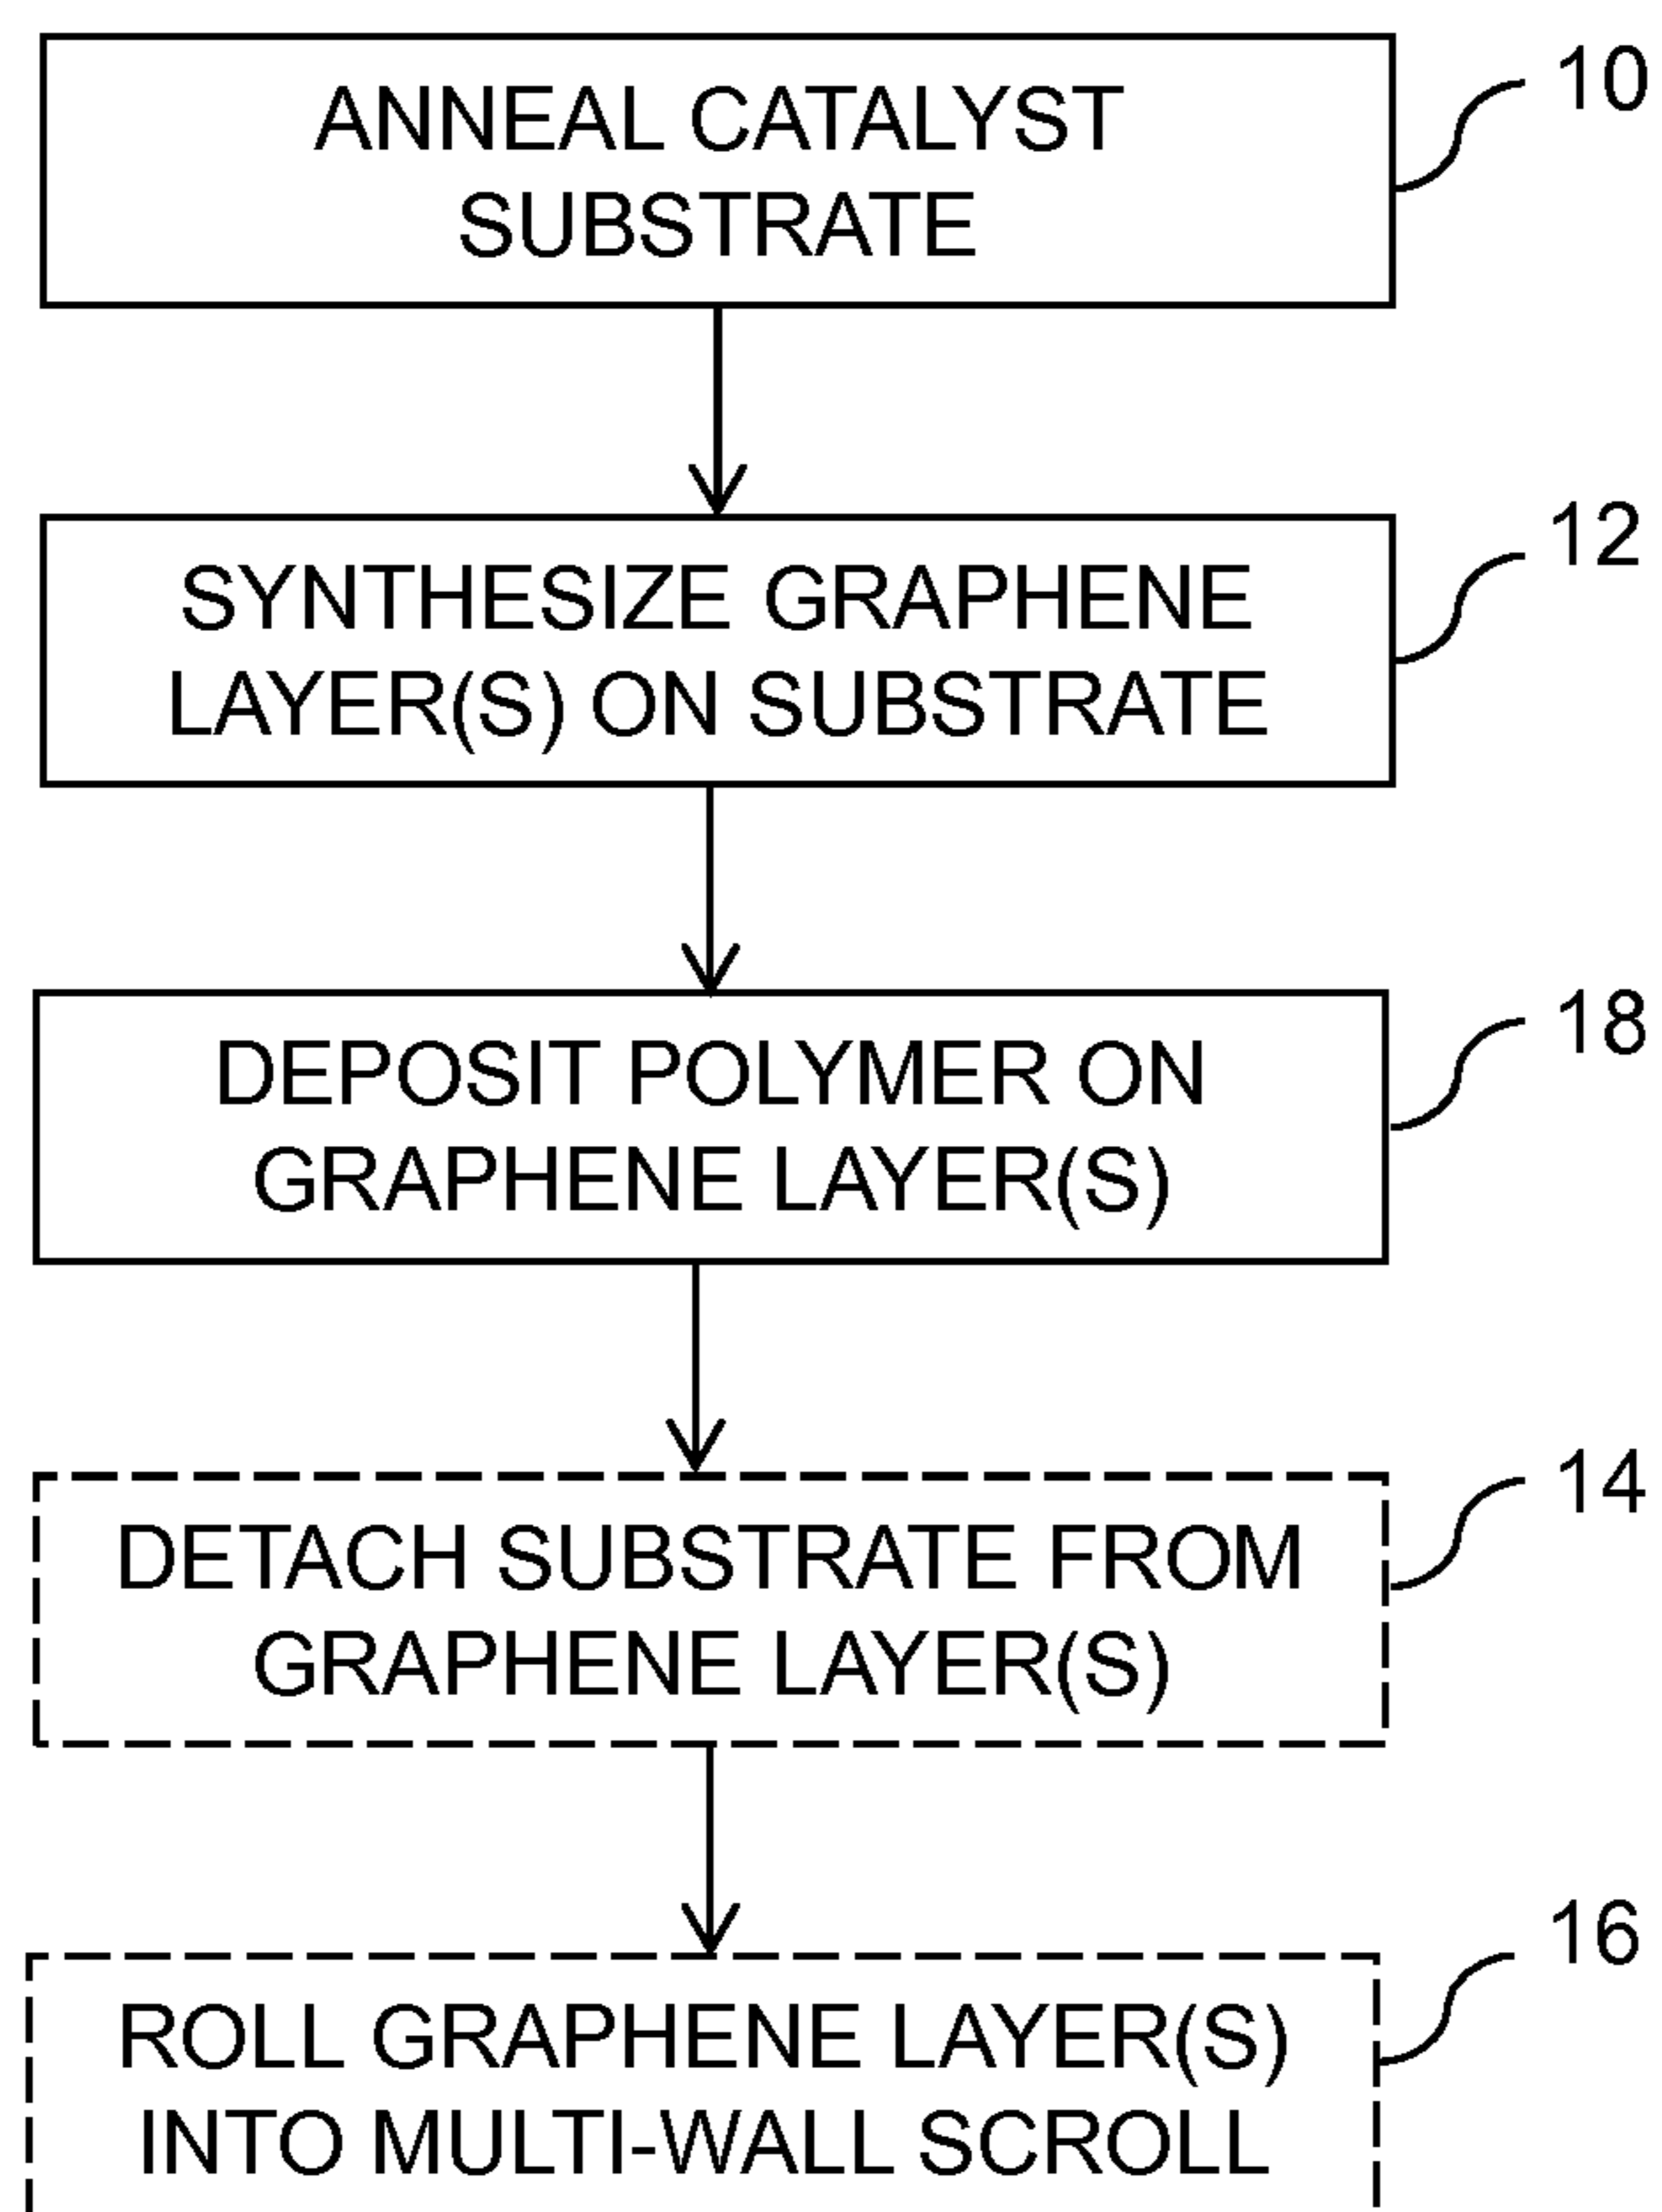 ANNEAL CATALYST
SUBSTRATE
10
SYNTHESIZE GRAPHENE
LAYER(S) ON SUBSTRATE
12
DEPOSIT POLYMER ON
GRAPHENE LAYER(S)
18
DETACH SUBSTRATE FROM
GRAPHENE LAYER(S)
14
ROLL GRAPHENE LAYER(S)
INTO MULTI-WALL SCROLL
16